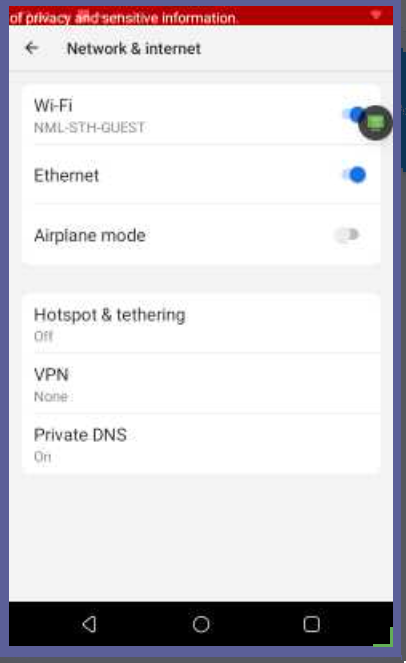 of privacy and sensitive information.
Network & internet
Wi-Fi
NML-STH-GUEST
Ethernet
Airplane mode
Hotspot & tethering
Off
VPN
None
Private DNS
On